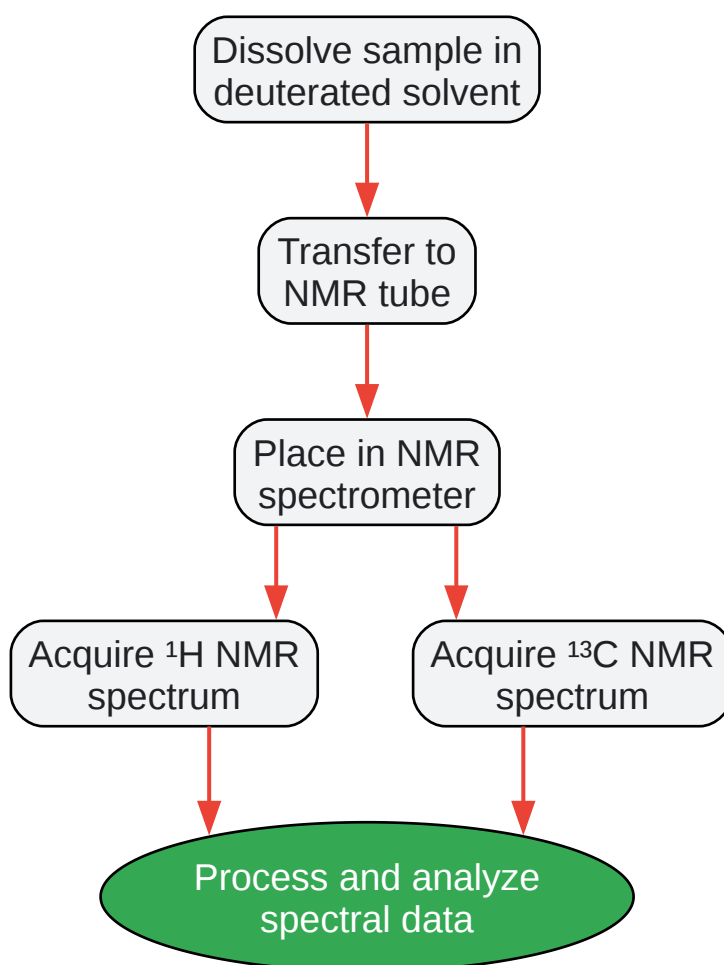 Dissolve sample in
deuterated solvent
Transfer to
NMR tube
Place in NMR
spectrometer
Acquire ¹H NMR
spectrum
Acquire ¹³C NMR
spectrum
Process and analyze
spectral data